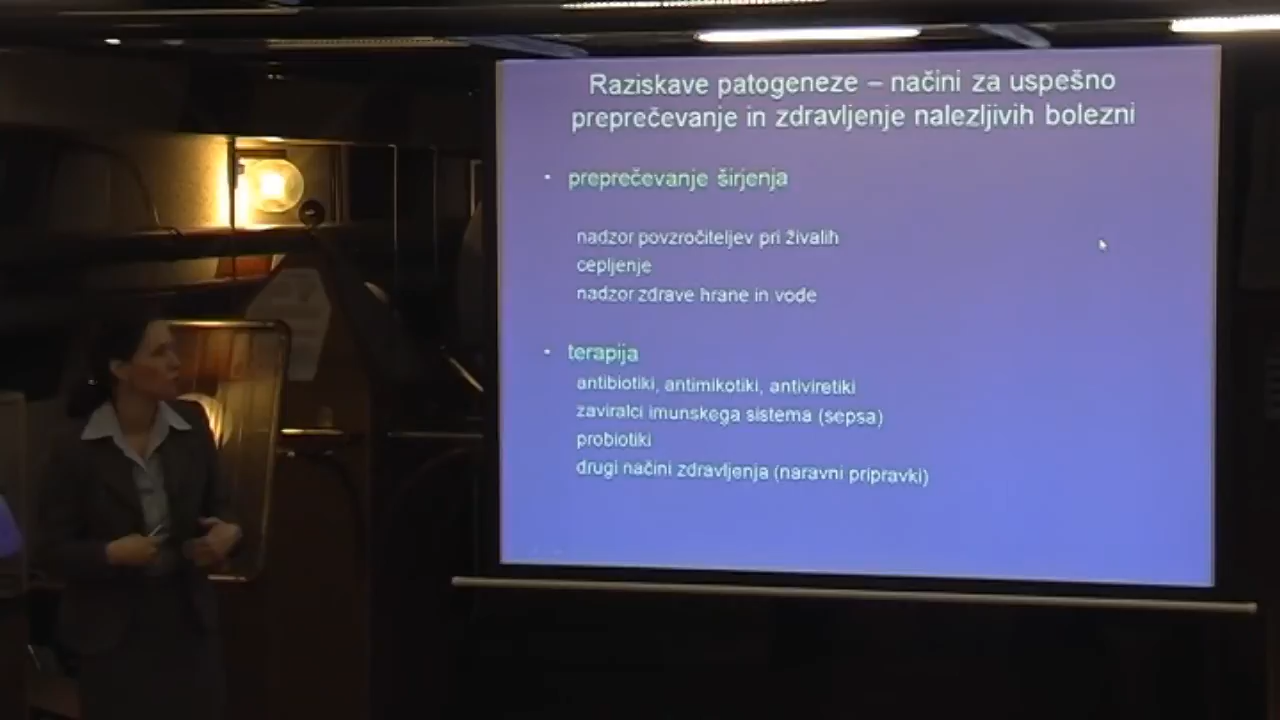 Raziskave patogeneze – načini za uspešno
preprečevanje in zdravljenje nalezljivih bolezni
• preprečevanje širjenja
nadzor povzročiteljev pri živalih
cepljenje
nadzor zdrave hrane in vode
• terapija
antibiotiki, antimikotiki, antiviretiki
zaviralci imunskega sistema (sepsa)
probiotiki
drugi načini zdravljenja (naravni pripravki)